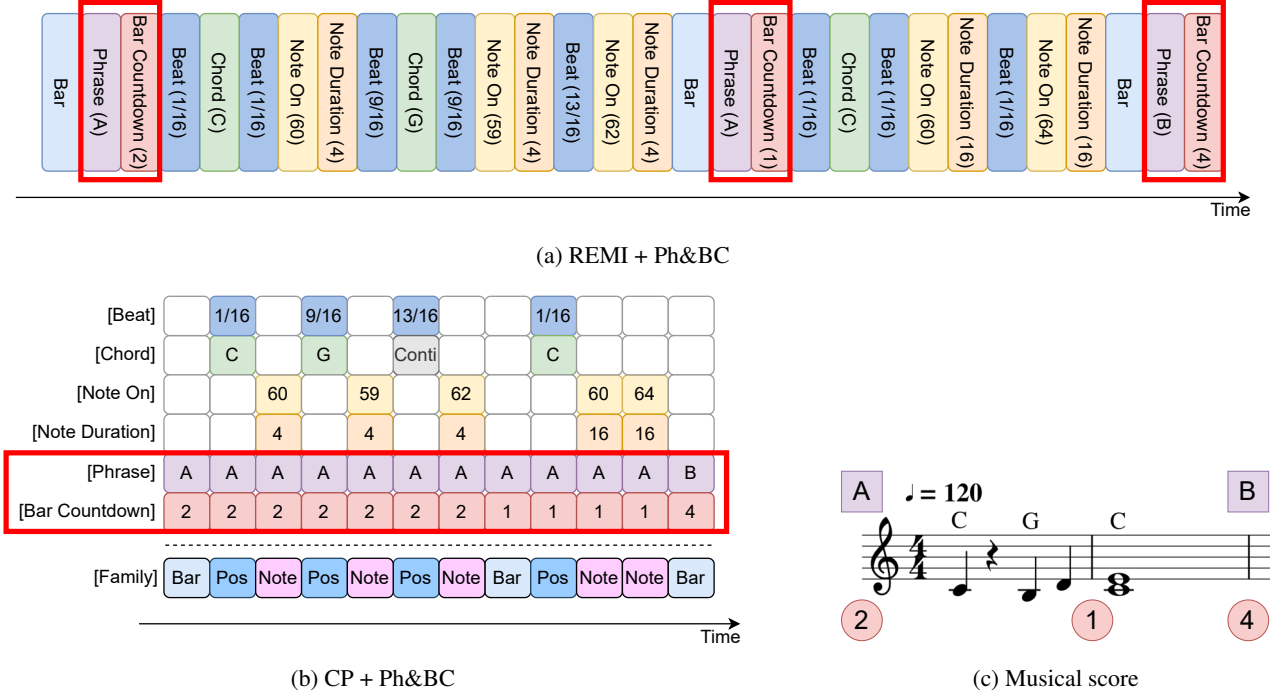 Bar
Phrase (A)
Bar Countdown (2)
Beat (1/16)
Chord (C)
Beat (1/16)
Note On (60)
Note Duration (4)
Beat (9/16)
Chord (G)
Beat (9/16)
Note On (59)
Note Duration (4)
Beat (13/16)
Note On (62)
Note Duration (4)
Bar
Phrase (A)
Bar Countdown (1)
Beat (1/16)
Chord (C)
Beat (1/16)
Note On (60)
Note Duration (16)
Beat (1/16)
Note On (64)
Note Duration (16)
Bar
Phrase (B)
Bar Countdown (4)
Time
(a) REMI + Ph&BC
[Beat] 1/16 9/16 13/16 1/16
[Chord] C G Conti C
[Note On] 60 59 62 60 64
[Note Duration] 4 4 4 16 16
[Phrase] A A A A A A A A A A A B
[Bar Countdown] 2 2 2 2 2 2 2 1 1 1 1 4
[Family] Bar Pos Note Pos Note Pos Note Bar Pos Note Note Bar
Time
(b) CP + Ph&BC
A ♩ = 120 B
C G C
4
4
2 1 4
(c) Musical score